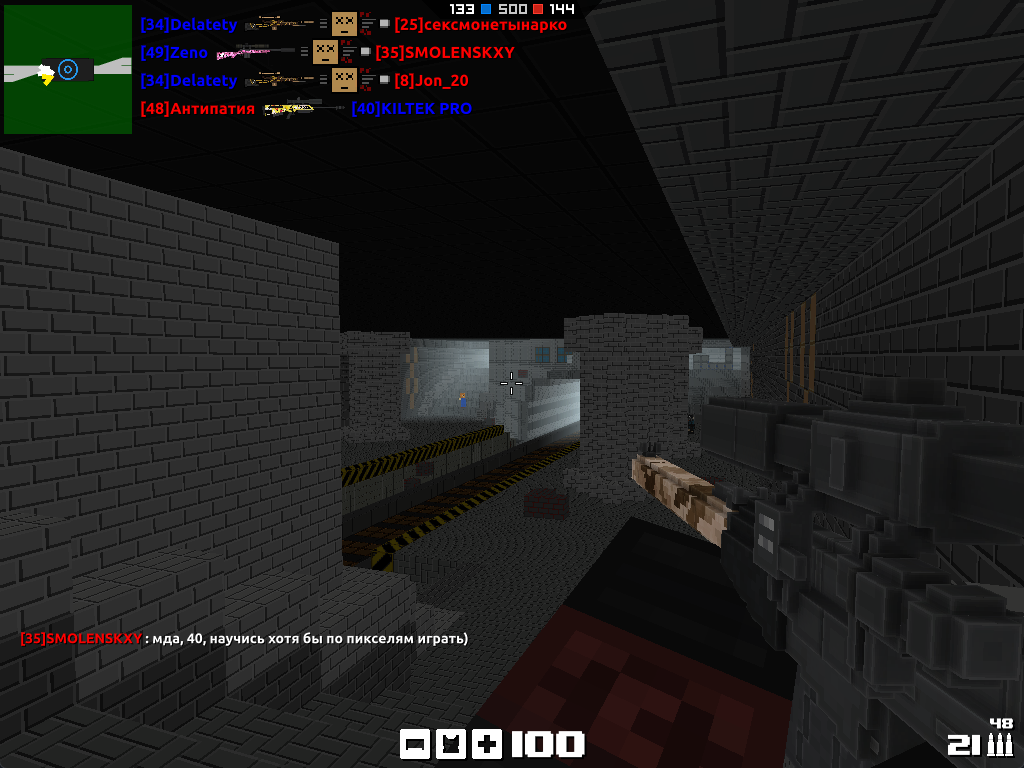 133 500 144
[34]Delatety [25]сексмонетынарко
[49]Zeno [35]SMOLENSKXY
[34]Delatety [8]Jon_20
[48]Антипатия [40]KILTEK PRO
[35]SMOLENSKXY : мда, 40, научись хотя бы по пикселям играть)
100
48
21